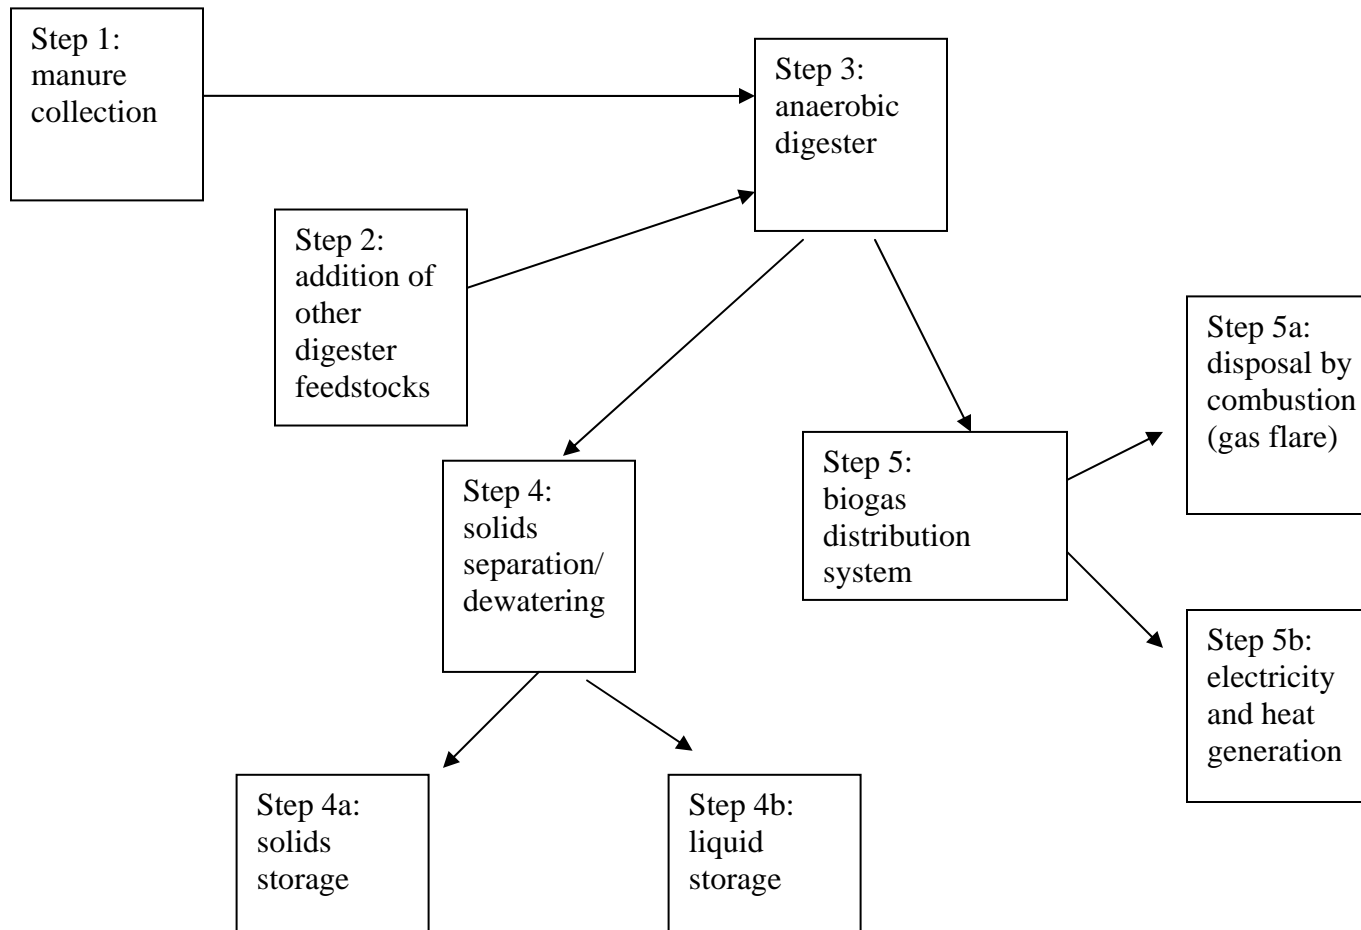 Step 1:
manure
collection
Step 3:
anaerobic
digester
Step 2:
addition of
other
digester
feedstocks
Step 5a:
disposal by
combustion
(gas flare)
Step 4:
solids
separation/
dewatering
Step 5:
biogas
distribution
system
Step 5b:
electricity
and heat
generation
Step 4a:
solids
storage
Step 4b:
liquid
storage